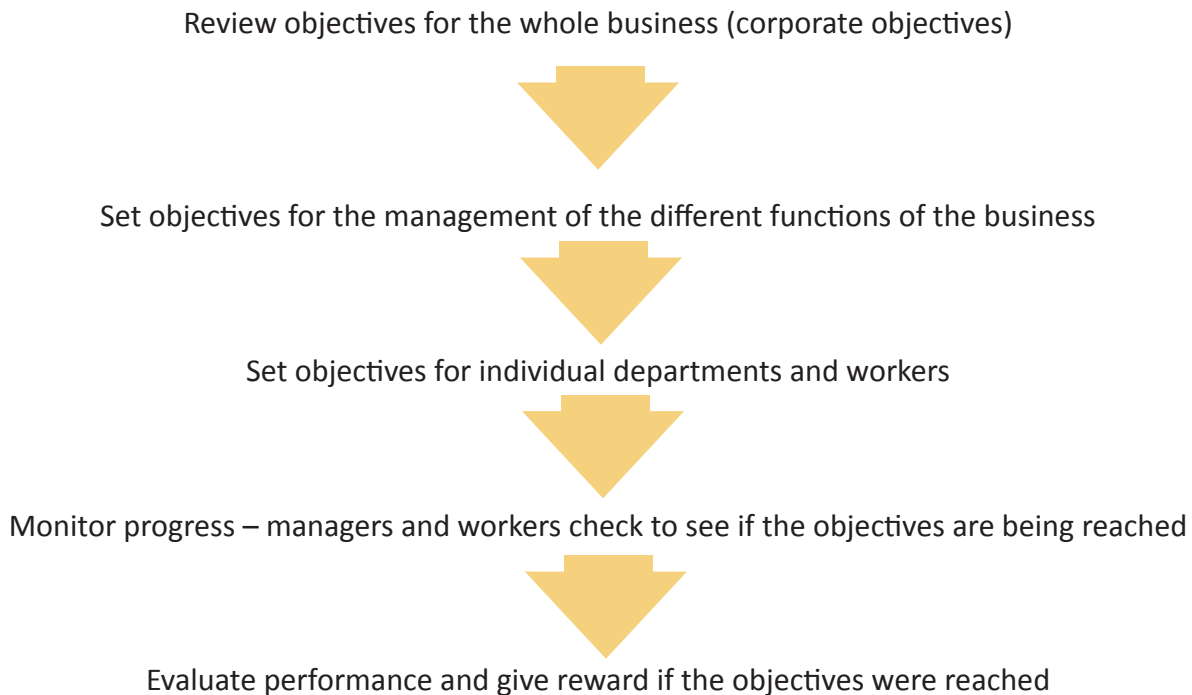 Review objectives for the whole business (corporate objectives)
Set objectives for the management of the different functions of the business
Set objectives for individual departments and workers
Monitor progress – managers and workers check to see if the objectives are being reached
Evaluate performance and give reward if the objectives were reached